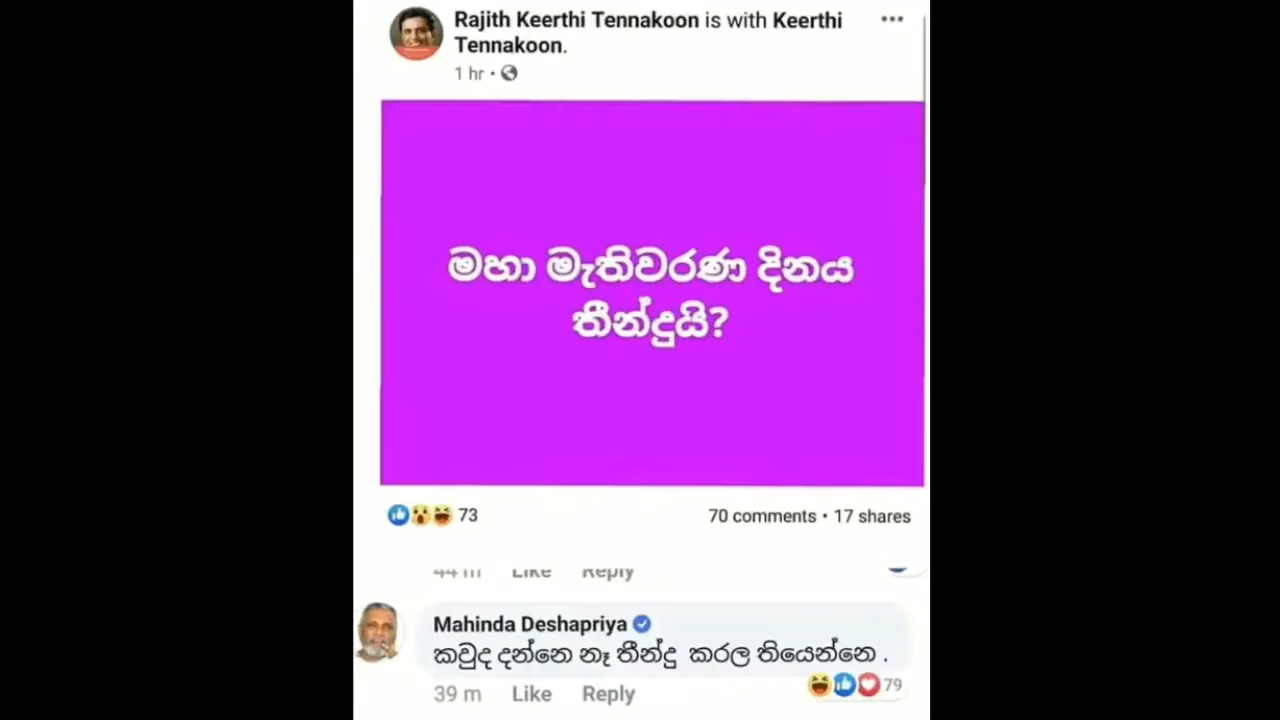 Rajith Keerthi Tennakoon is with Keerthi
Tennakoon.
1 hr •
මහා මැතිවරණ දිනය
තීන්දුයි?
73
70 comments • 17 shares
44 m Like Reply
Mahinda Deshapriya
කවුද දන්නෙ නෑ තීන්දු කරල තියෙන්නෙ .
79
39 m Like Reply